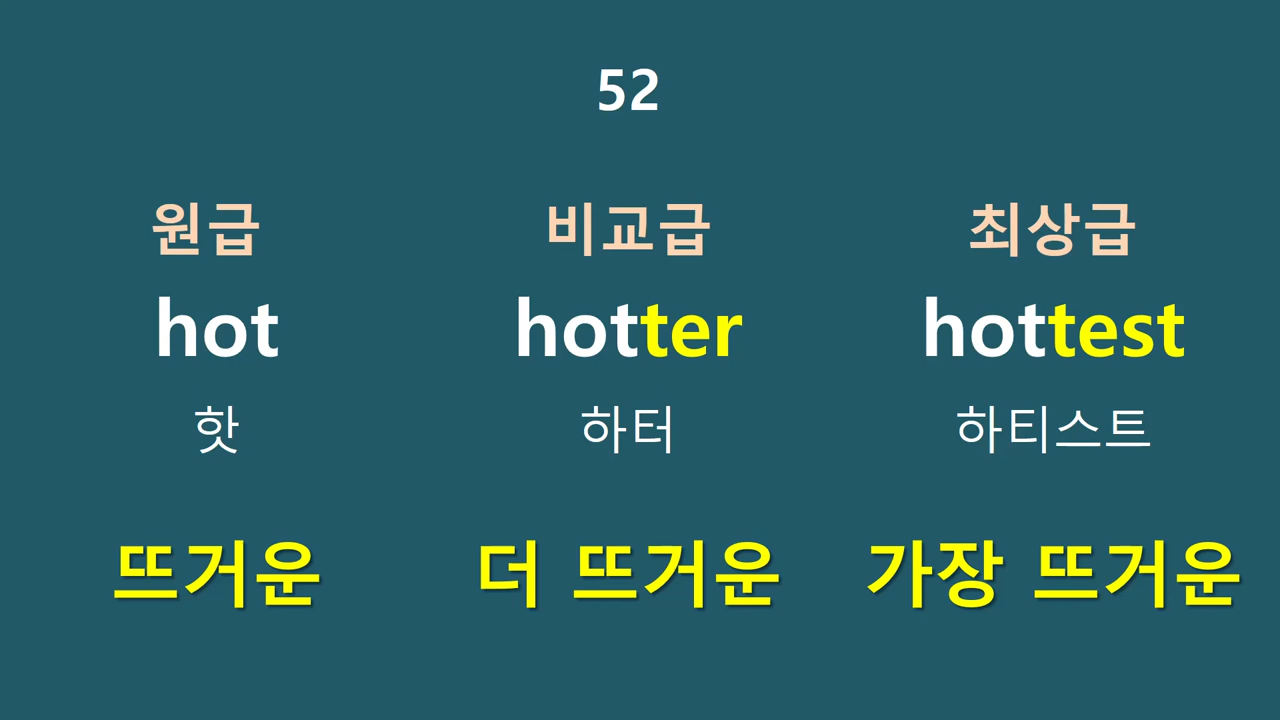 52
원급 비교급 최상급
hot hotter hottest
핫 하터 하티스트
뜨거운 더 뜨거운 가장 뜨거운